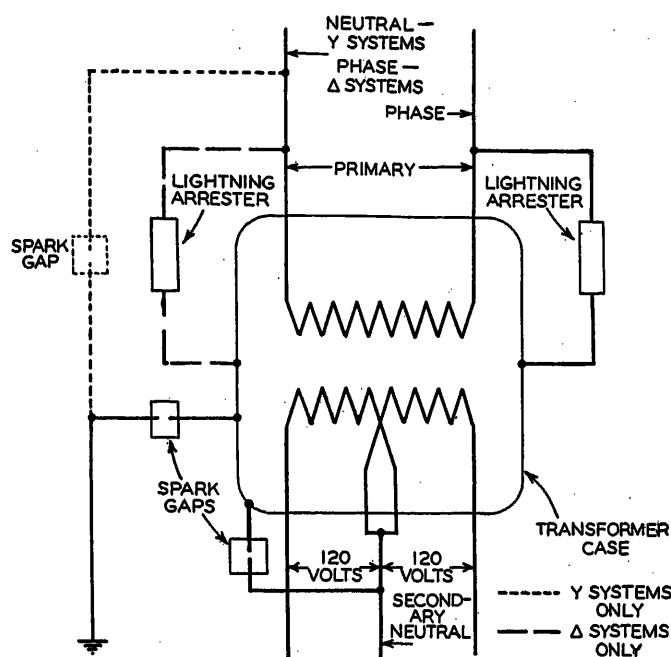 NEUTRAL –
Y SYSTEMS
PHASE –
Δ SYSTEMS
PHASE
PRIMARY
LIGHTNING
ARRESTER
LIGHTNING
ARRESTER
SPARK
GAP
SPARK
GAPS
TRANSFORMER
CASE
120
VOLTS
120
VOLTS
SECOND-
ARY
NEUTRAL
Y SYSTEMS
ONLY
Δ SYSTEMS
ONLY